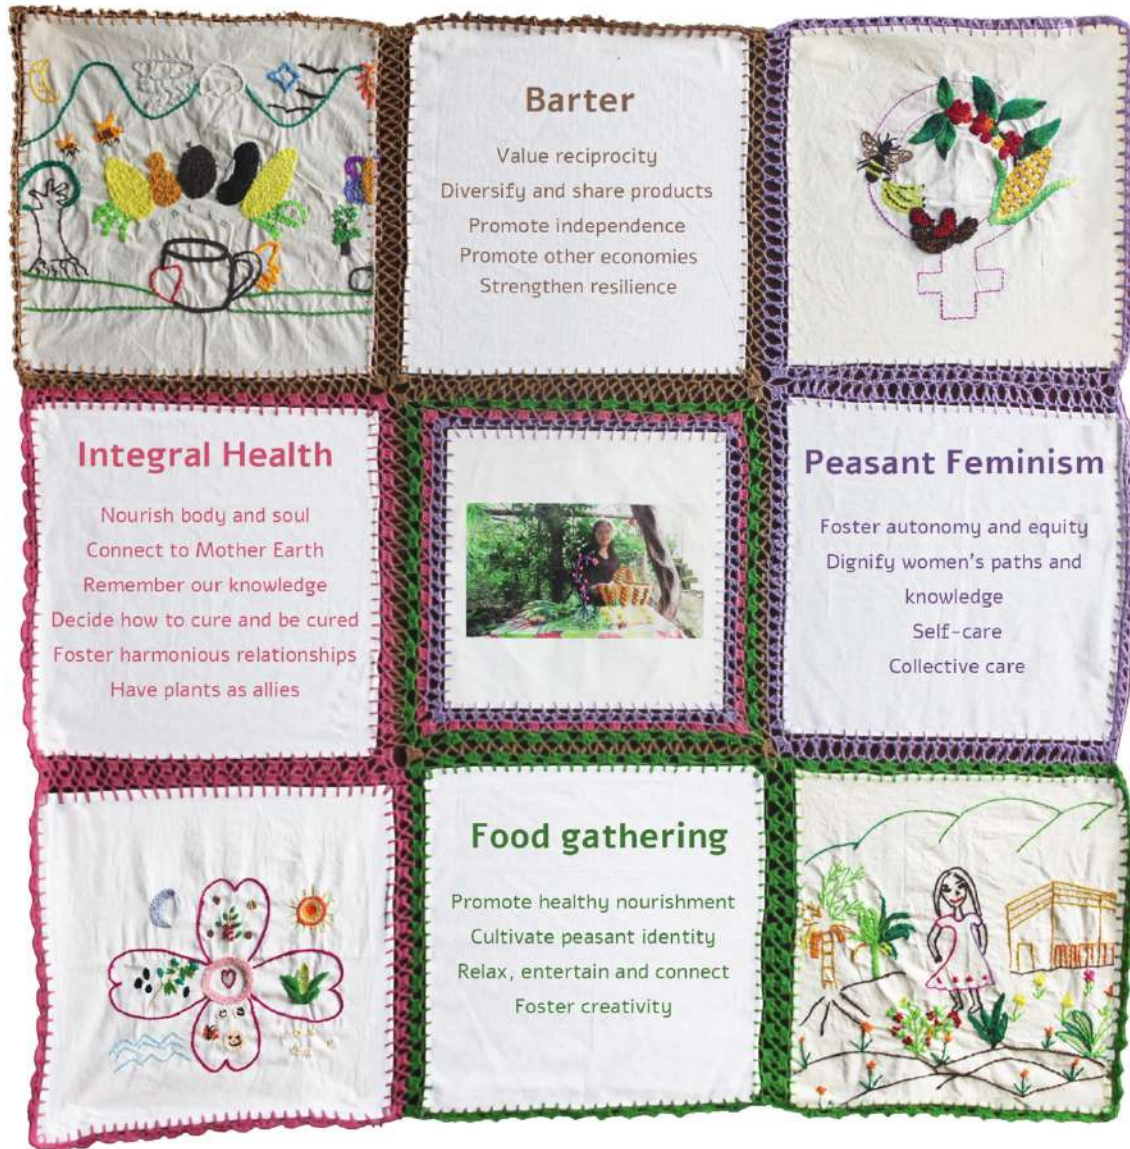 Barter
Value reciprocity
Diversify and share products
Promote independence
Promote other economies
Strengthen resilience
Integral Health
Nourish body and soul
Connect to Mother Earth
Remember our knowledge
Decide how to cure and be cured
Foster harmonious relationships
Have plants as allies
Peasant Feminism
Foster autonomy and equity
Dignify women's paths and
knowledge
Self-care
Collective care
Food gathering
Promote healthy nourishment
Cultivate peasant identity
Relax, entertain and connect
Foster creativity